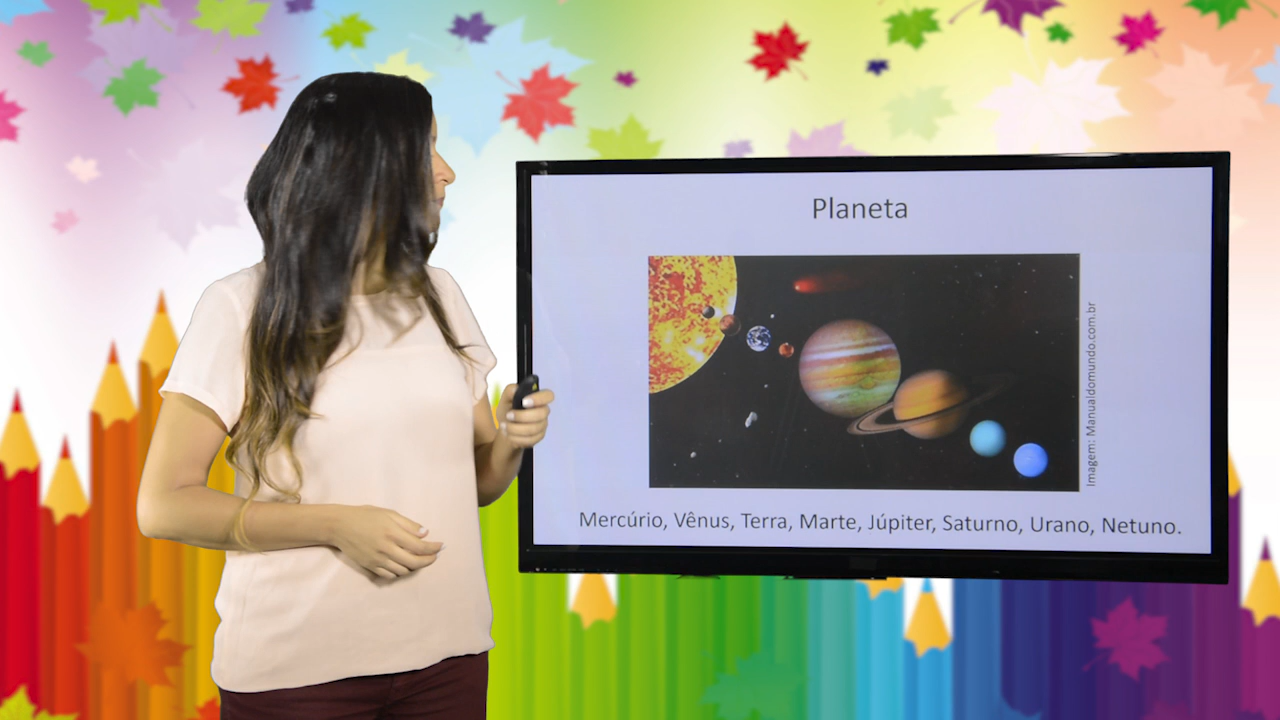 Planeta
Imagem: Manualdomundo.com.br
Mercúrio, Vênus, Terra, Marte, Júpiter, Saturno, Urano, Netuno.